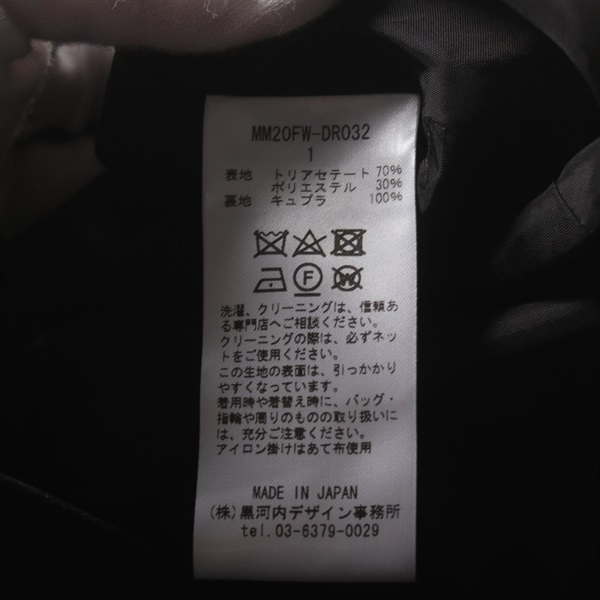 MM20FW-DR032
1
表地 トリアセテート 70%
ポリエステル 30%
裏地 キュプラ 100%
F W
洗濯、クリーニングは、信頼あ
る専門店へご相談ください。
クリーニングの際は、必ずネッ
トをご使用ください。
この生地の表面は、引っかかり
やすくなっています。
着用時や着替え時に、バッグ・
指輪や周りのものの取り扱いに
は、充分ご注意ください。
アイロン掛けはあて布使用
MADE IN JAPAN
(株)黒河内デザイン事務所
tel.03-6379-0029